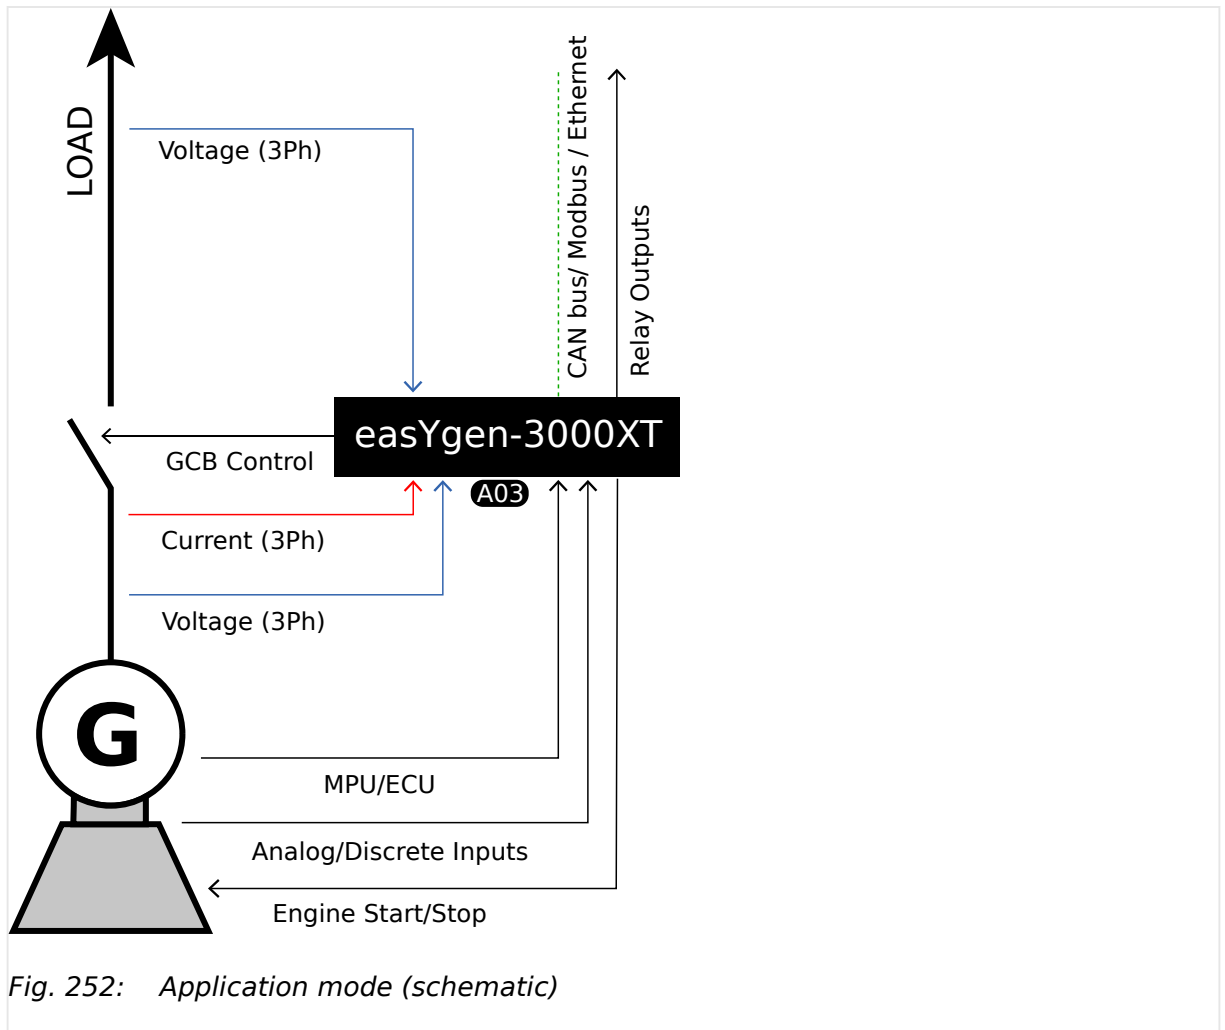 LOAD
Voltage (3Ph)
CAN bus/ Modbus / Ethernet
Relay Outputs
easYgen-3000XT
GCB Control
A03
Current (3Ph)
Voltage (3Ph)
G
MPU/ECU
Analog/Discrete Inputs
Engine Start/Stop
Fig. 252: Application mode (schematic)